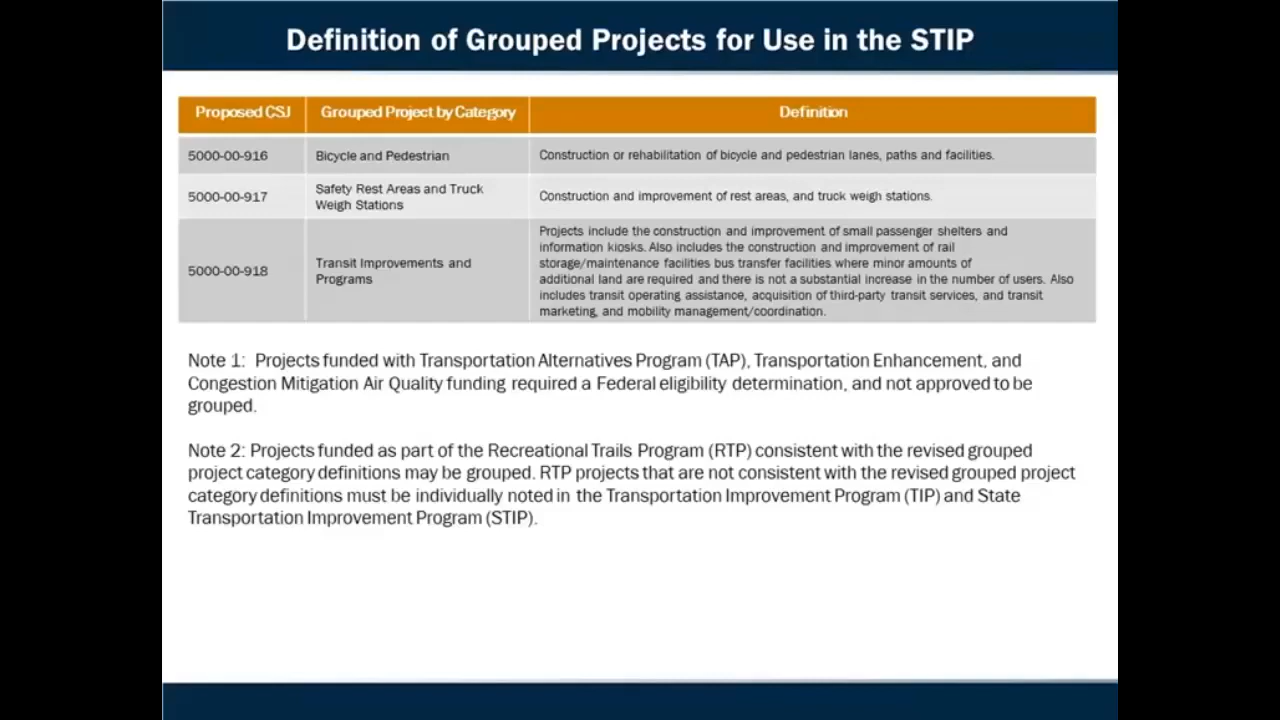 Definition of Grouped Projects for Use in the STIP
Proposed CSJ
Grouped Project by Category
Definition
5000-00-916
Bicycle and Pedestrian
Construction or rehabilitation of bicycle and pedestrian lanes, paths and facilities.
5000-00-917
Safety Rest Areas and Truck
Weigh Stations
Construction and improvement of rest areas, and truck weigh stations.
5000-00-918
Transit Improvements and
Programs
Projects include the construction and improvement of small passenger shelters and
information kiosks. Also includes the construction and improvement of rail
storage/maintenance facilities bus transfer facilities where minor amounts of
additional land are required and there is not a substantial increase in the number of users. Also
includes transit operating assistance, acquisition of third-party transit services, and transit
marketing, and mobility management/coordination.
Note 1: Projects funded with Transportation Alternatives Program (TAP), Transportation Enhancement, and
Congestion Mitigation Air Quality funding required a Federal eligibility determination, and not approved to be
grouped.
Note 2: Projects funded as part of the Recreational Trails Program (RTP) consistent with the revised grouped
project category definitions may be grouped. RTP projects that are not consistent with the revised grouped project
category definitions must be individually noted in the Transportation Improvement Program (TIP) and State
Transportation Improvement Program (STIP).